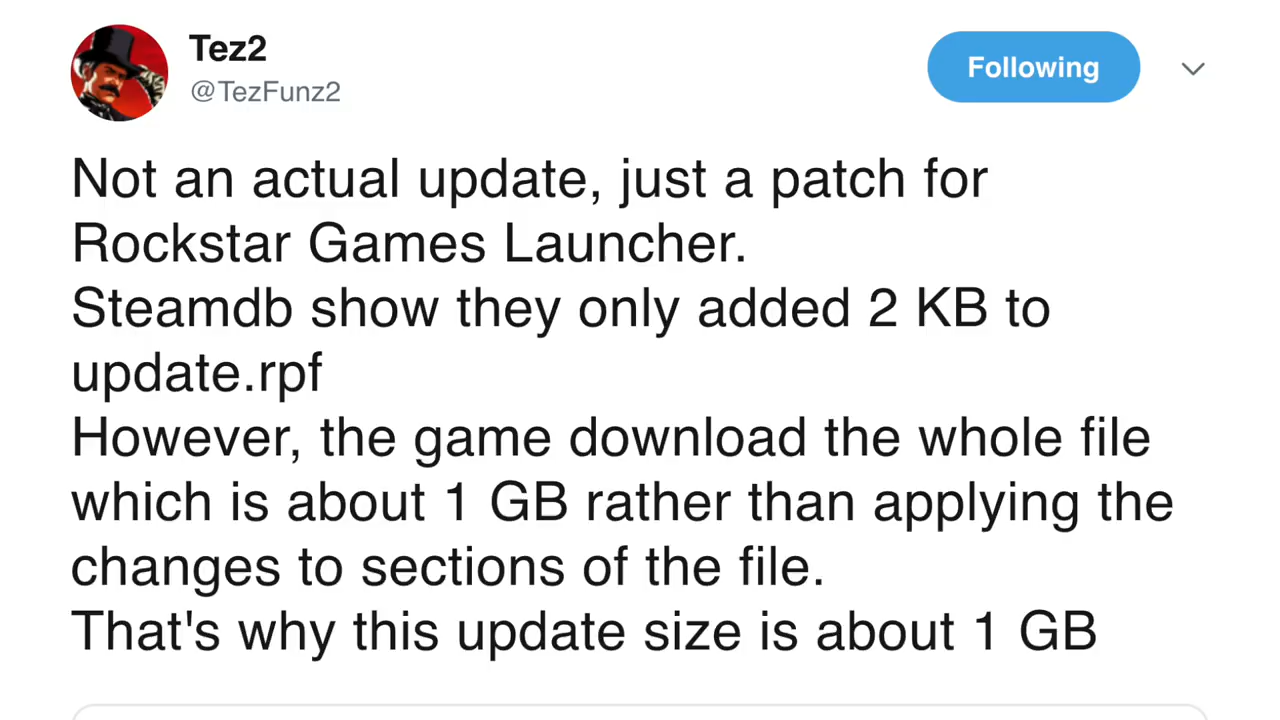 Tez2
@TezFunz2
Following
Not an actual update, just a patch for
Rockstar Games Launcher.
Steamdb show they only added 2 KB to
update.rpf
However, the game download the whole file
which is about 1 GB rather than applying the
changes to sections of the file.
That's why this update size is about 1 GB